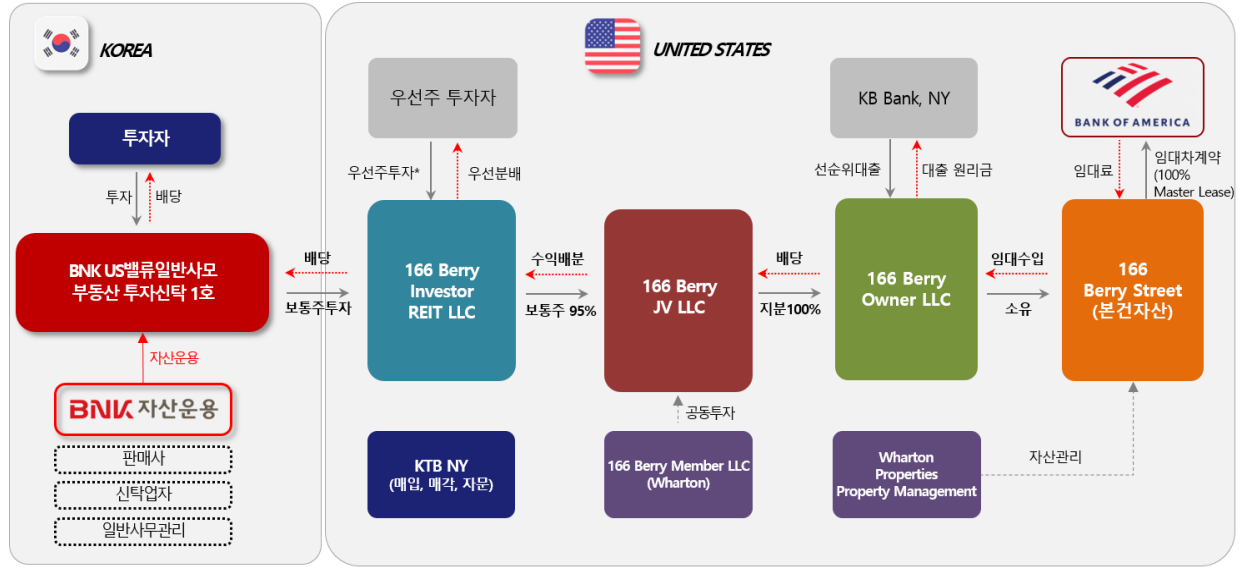 KOREA
UNITED STATES
투자자
투자
배당
BNK US밸류일반사모
부동산 투자신탁 1호
자산운용
BNK 자산운용
판매사
신탁업자
일반사무관리
배당
보통주투자
우선주 투자자
우선주투자*
우선분배
166 Berry
Investor
REIT LLC
KTB NY
(매입, 매각, 자문)
수익배분
보통주 95%
166 Berry
JV LLC
공동투자
166 Berry Member LLC
(Wharton)
배당
지분100%
KB Bank, NY
선순위대출
대출 원리금
166 Berry
Owner LLC
Wharton
Properties
Property Management
임대수입
소유
자산관리
BANK OF AMERICA
임대료
임대차계약
(100%
Master Lease)
166
Berry Street
(본건자산)